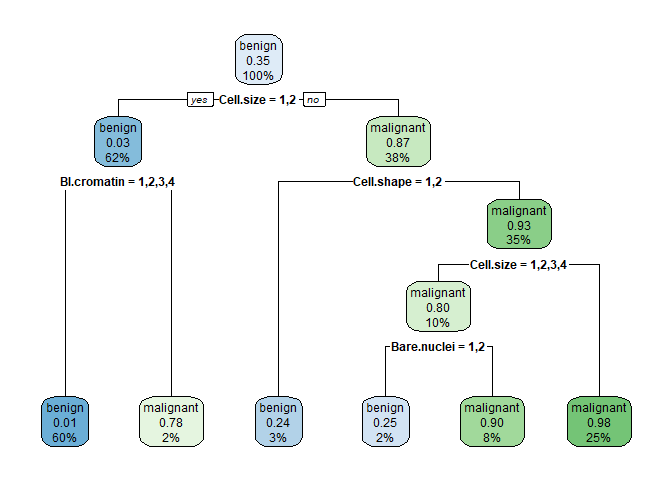 benign
0.35
100%
yes Cell.size = 1,2 no
benign
0.03
62%
malignant
0.87
38%
Bl.cromatin = 1,2,3,4
Cell.shape = 1,2
malignant
0.93
35%
Cell.size = 1,2,3,4
malignant
0.80
10%
Bare.nuclei = 1,2
benign
0.01
60%
malignant
0.78
2%
benign
0.24
3%
benign
0.25
2%
malignant
0.90
8%
malignant
0.98
25%